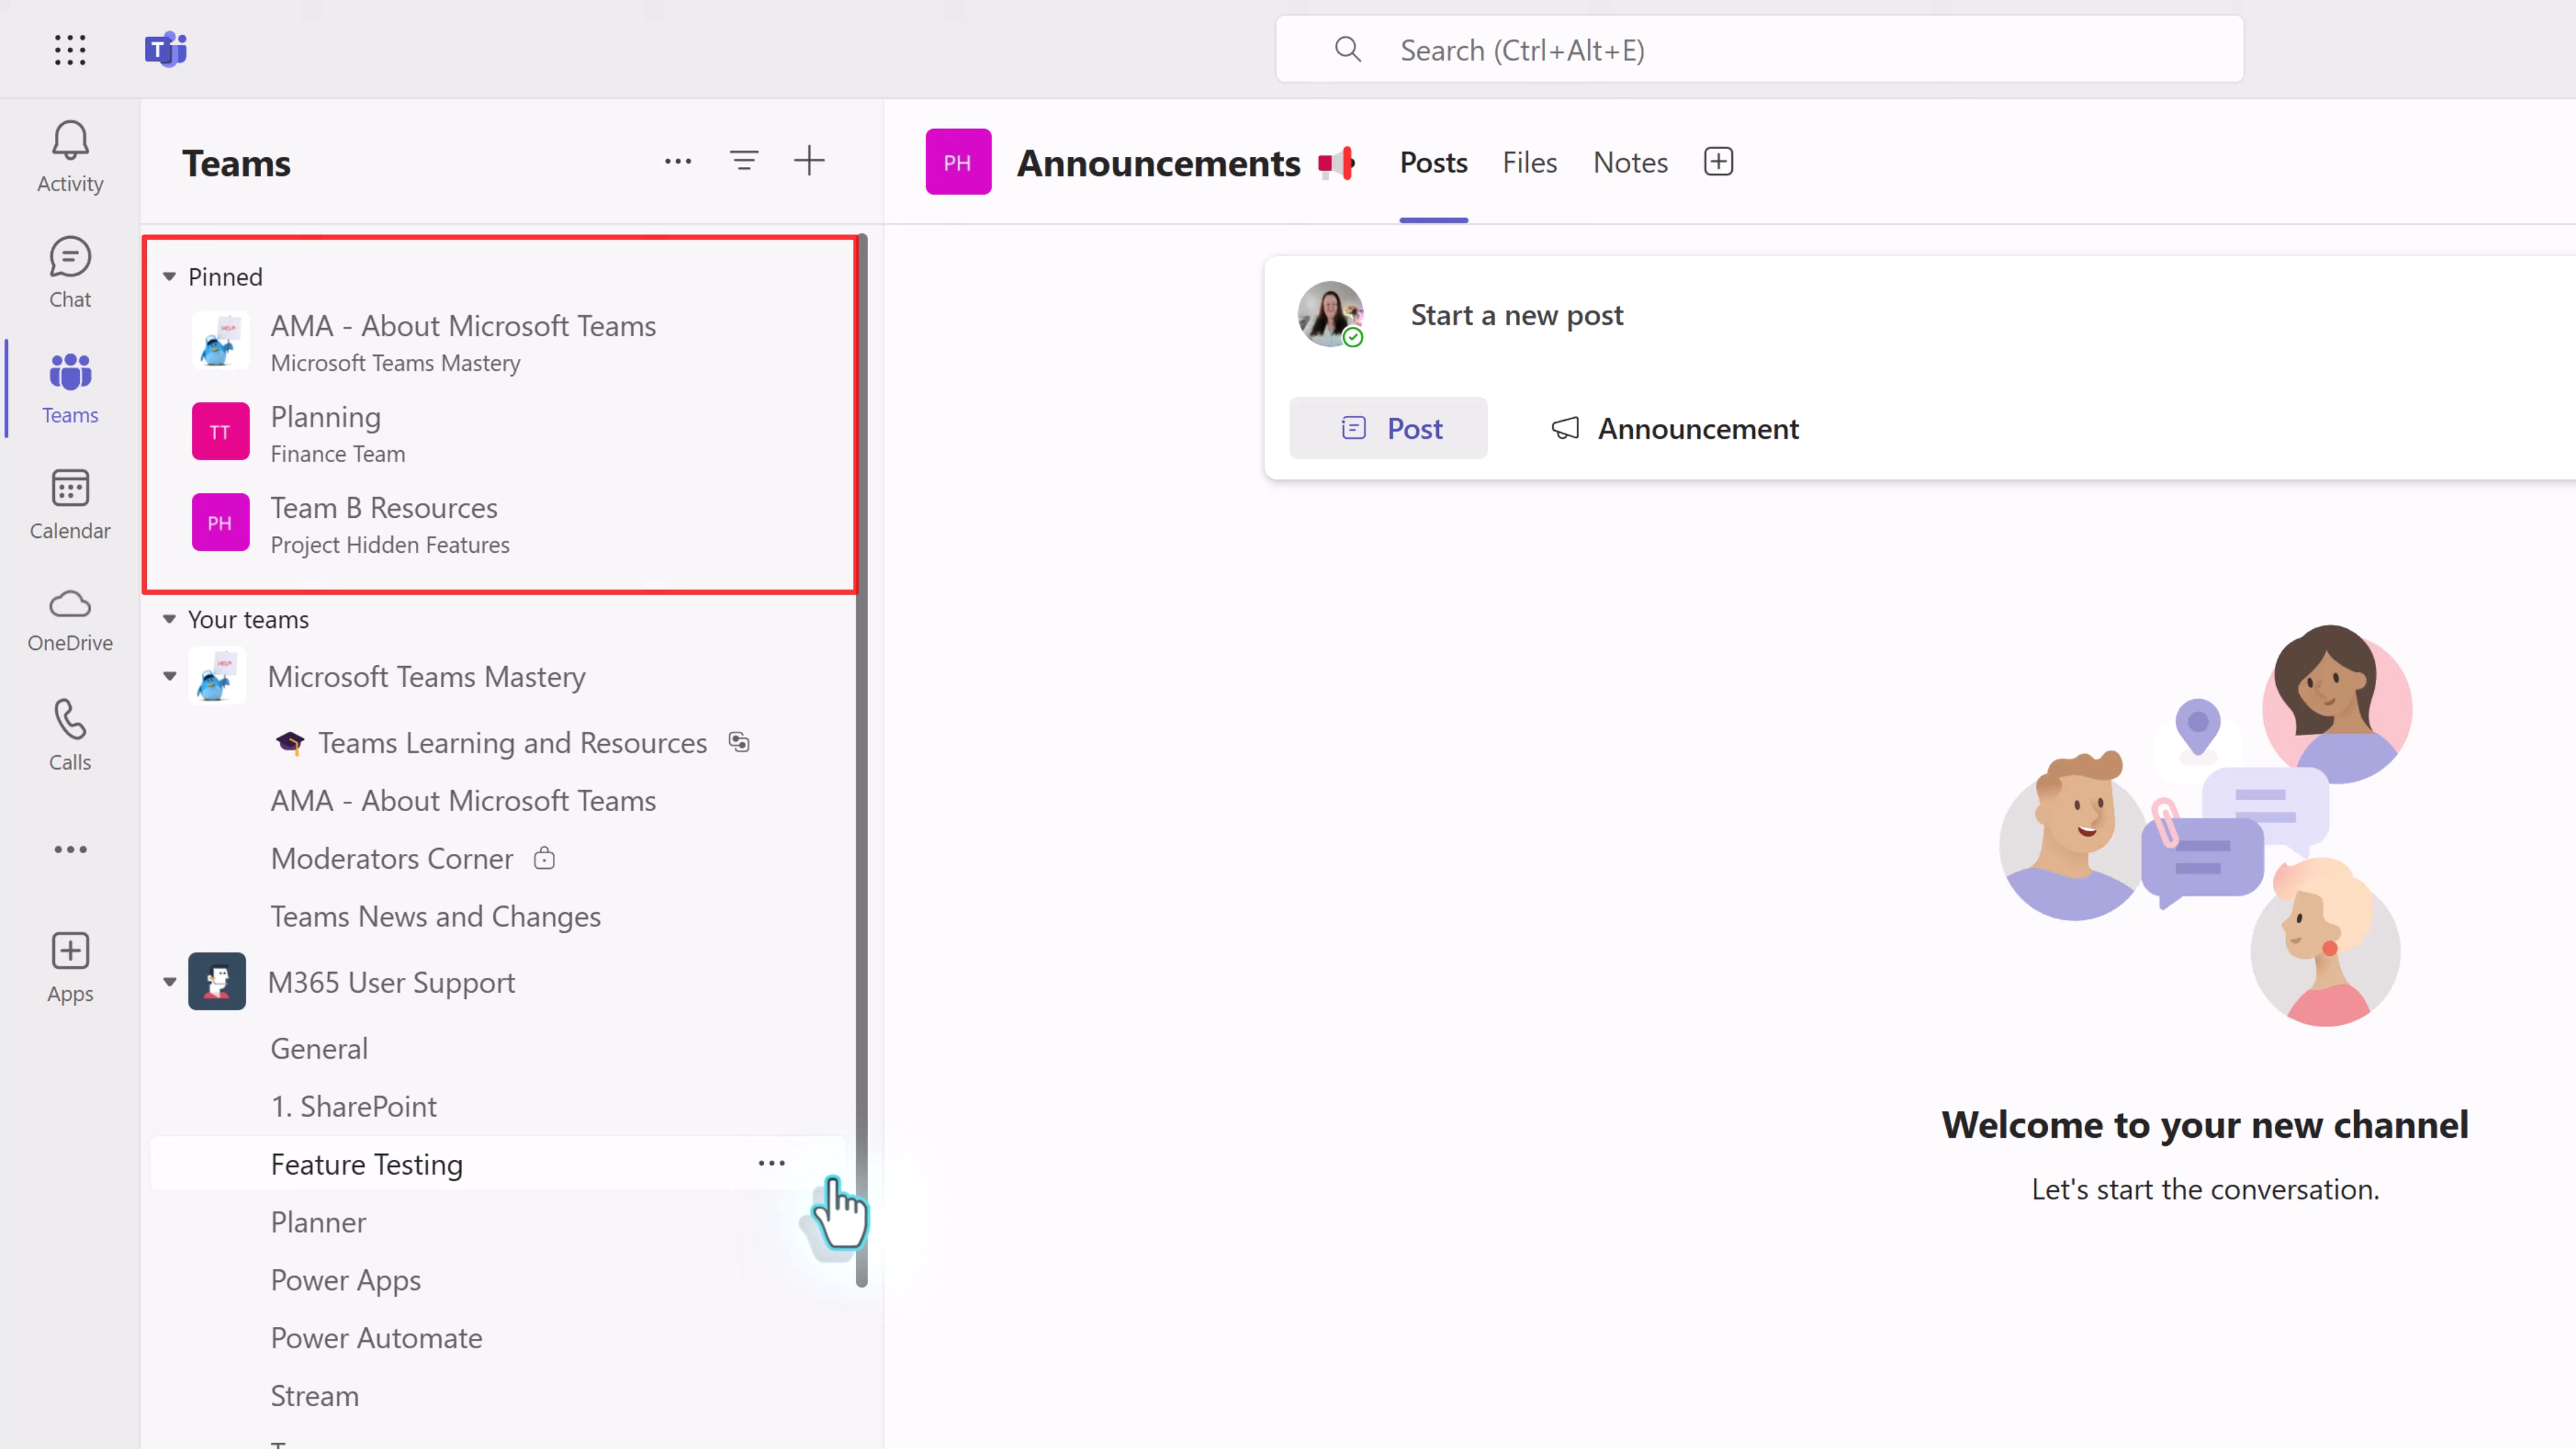 T
Search (Ctrl+Alt+E)
Activity
Chat
Teams
Calendar
OneDrive
Calls
Apps
Teams
Pinned
HELP!
AMA - About Microsoft Teams
Microsoft Teams Mastery
TT
Planning
Finance Team
PH
Team B Resources
Project Hidden Features
Your teams
HELP!
Microsoft Teams Mastery
Teams Learning and Resources
AMA - About Microsoft Teams
Moderators Corner
Teams News and Changes
M365 User Support
General
1. SharePoint
Feature Testing
Planner
Power Apps
Power Automate
Stream
PH
Announcements
Posts
Files
Notes
Start a new post
Post
Announcement
Welcome to your new channel
Let's start the conversation.